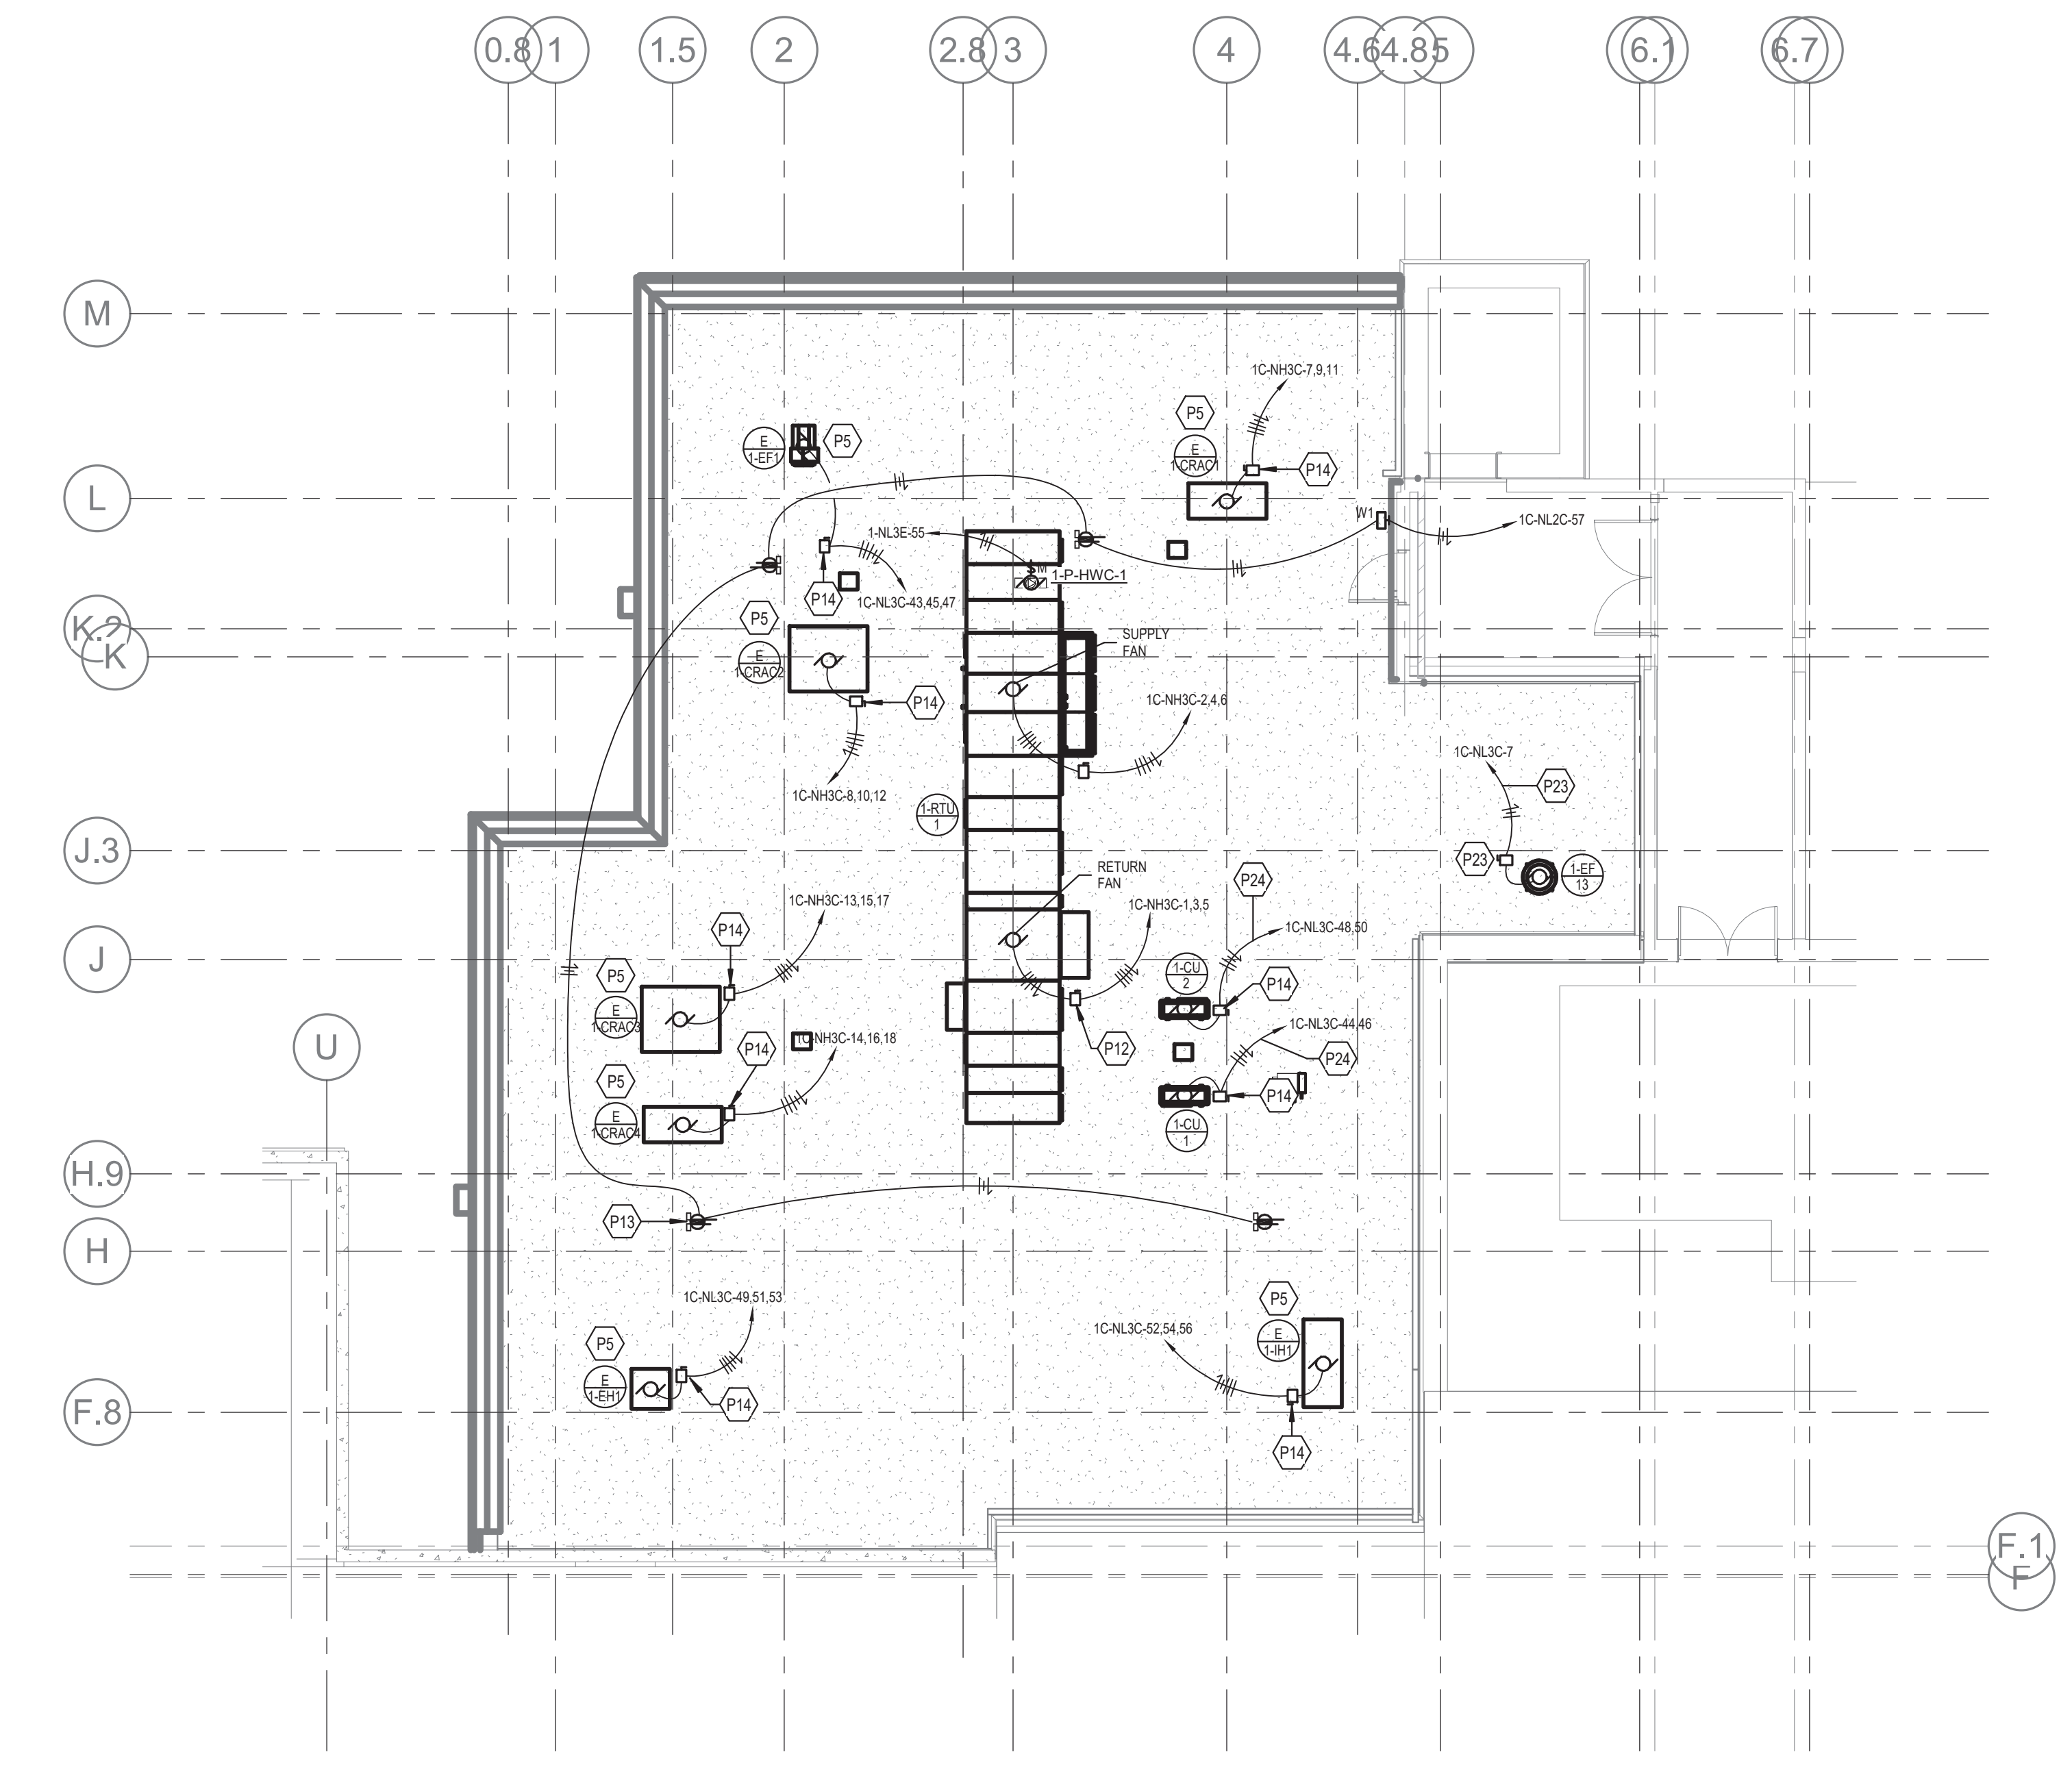 0.8
1
1.5
2
2.8
3
4
4.6
4.8
5
6.1
6.7
M
1C-NH3C-7,9,11
P5
E
1-EF1
P5
E
1-CRAC1
P14
L
W1
1C-NL2C-57
1-NL3E-55
$M
1-P-HWC-1
P14
1C-NL3C-43,45,47
K.2
K
P5
E
1-CRAC2
P14
SUPPLY
FAN
1C-NH3C-2,4,6
1C-NL3C-7
P23
1C-NH3C-8,10,12
1-RTU
1
J.3
P23
1-EF
13
RETURN
FAN
P24
1C-NH3C-13,15,17
1C-NH3C-1,3,5
P14
1C-NL3C-48,50
J
P5
1-CU
2
P14
E
1-CRAC3
1C-NL3C-44,46
1C-NH3C-14,16,18
U
P14
P12
P24
P5
P14
E
1-CRAC4
1-CU
1
H.9
P13
H
1C-NL3C-49,51,53
P5
1C-NL3C-52,54,56
P5
E
1-IH1
E
1-EH1
P14
F.8
P14
F.1
F